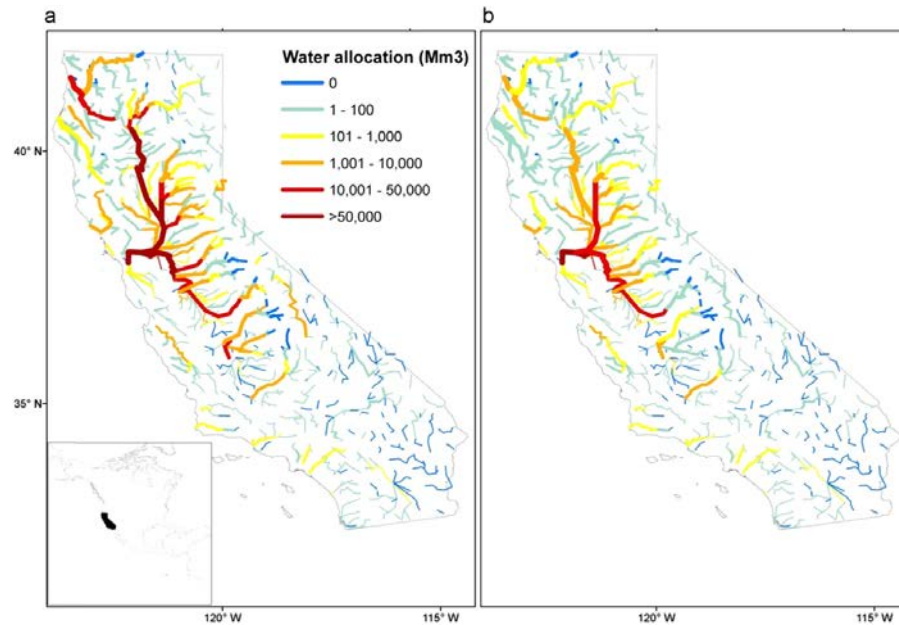 a
b
Water allocation (Mm3)
0
1 - 100
101 - 1,000
1,001 - 10,000
10,001 - 50,000
>50,000
40° N
35° N
120° W
115° W
120° W
115° W